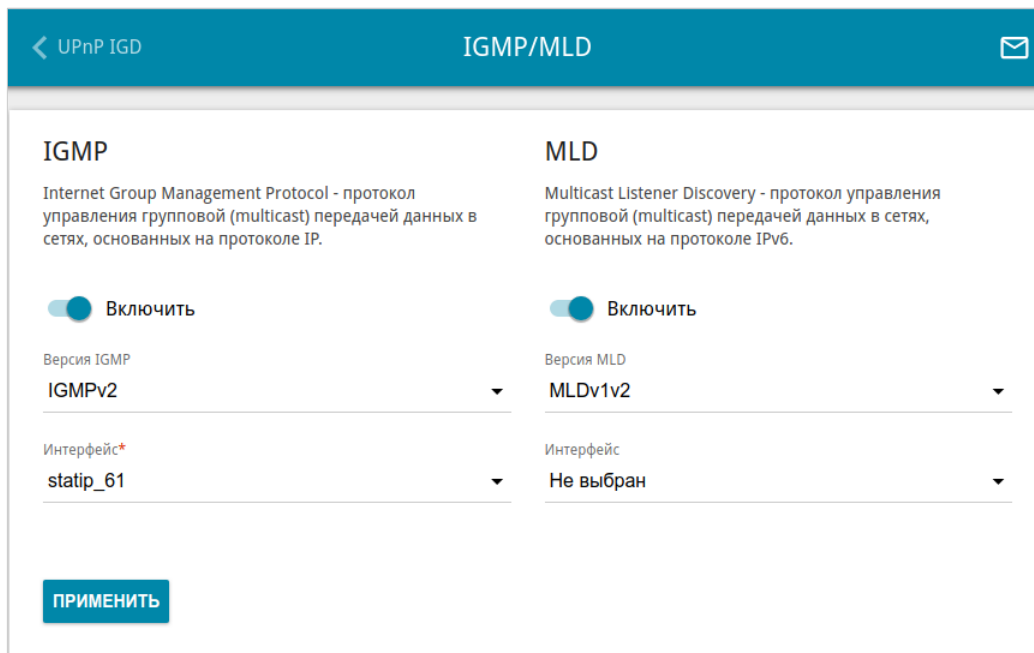 UPnP IGD
IGMP/MLD
IGMP
Internet Group Management Protocol - протокол
управления групповой (multicast) передачей данных в
сетях, основанных на протоколе IP.
Включить
Версия IGMP
IGMPv2
Интерфейс*
statip_61
MLD
Multicast Listener Discovery - протокол управления
групповой (multicast) передачей данных в сетях,
основанных на протоколе IPv6.
Включить
Версия MLD
MLDv1v2
Интерфейс
Не выбран
ПРИМЕНИТЬ